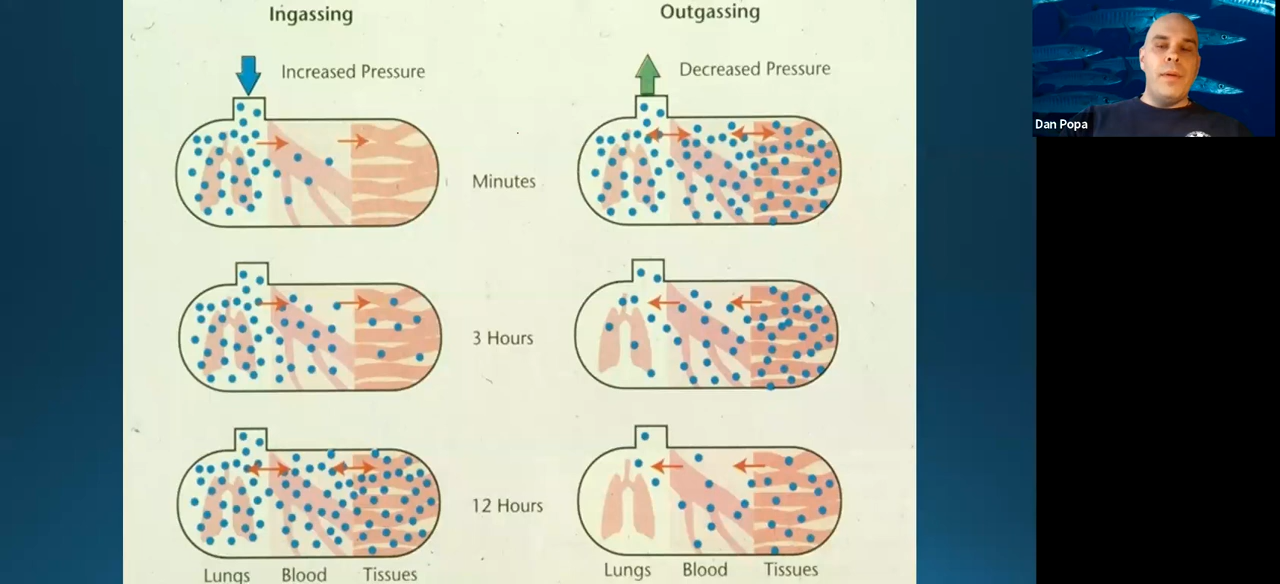 Ingassing
Outgassing
Increased Pressure
Decreased Pressure
Dan Popa
Minutes
3 Hours
12 Hours
Lungs
Blood
Tissues
Lungs
Blood
Tissues